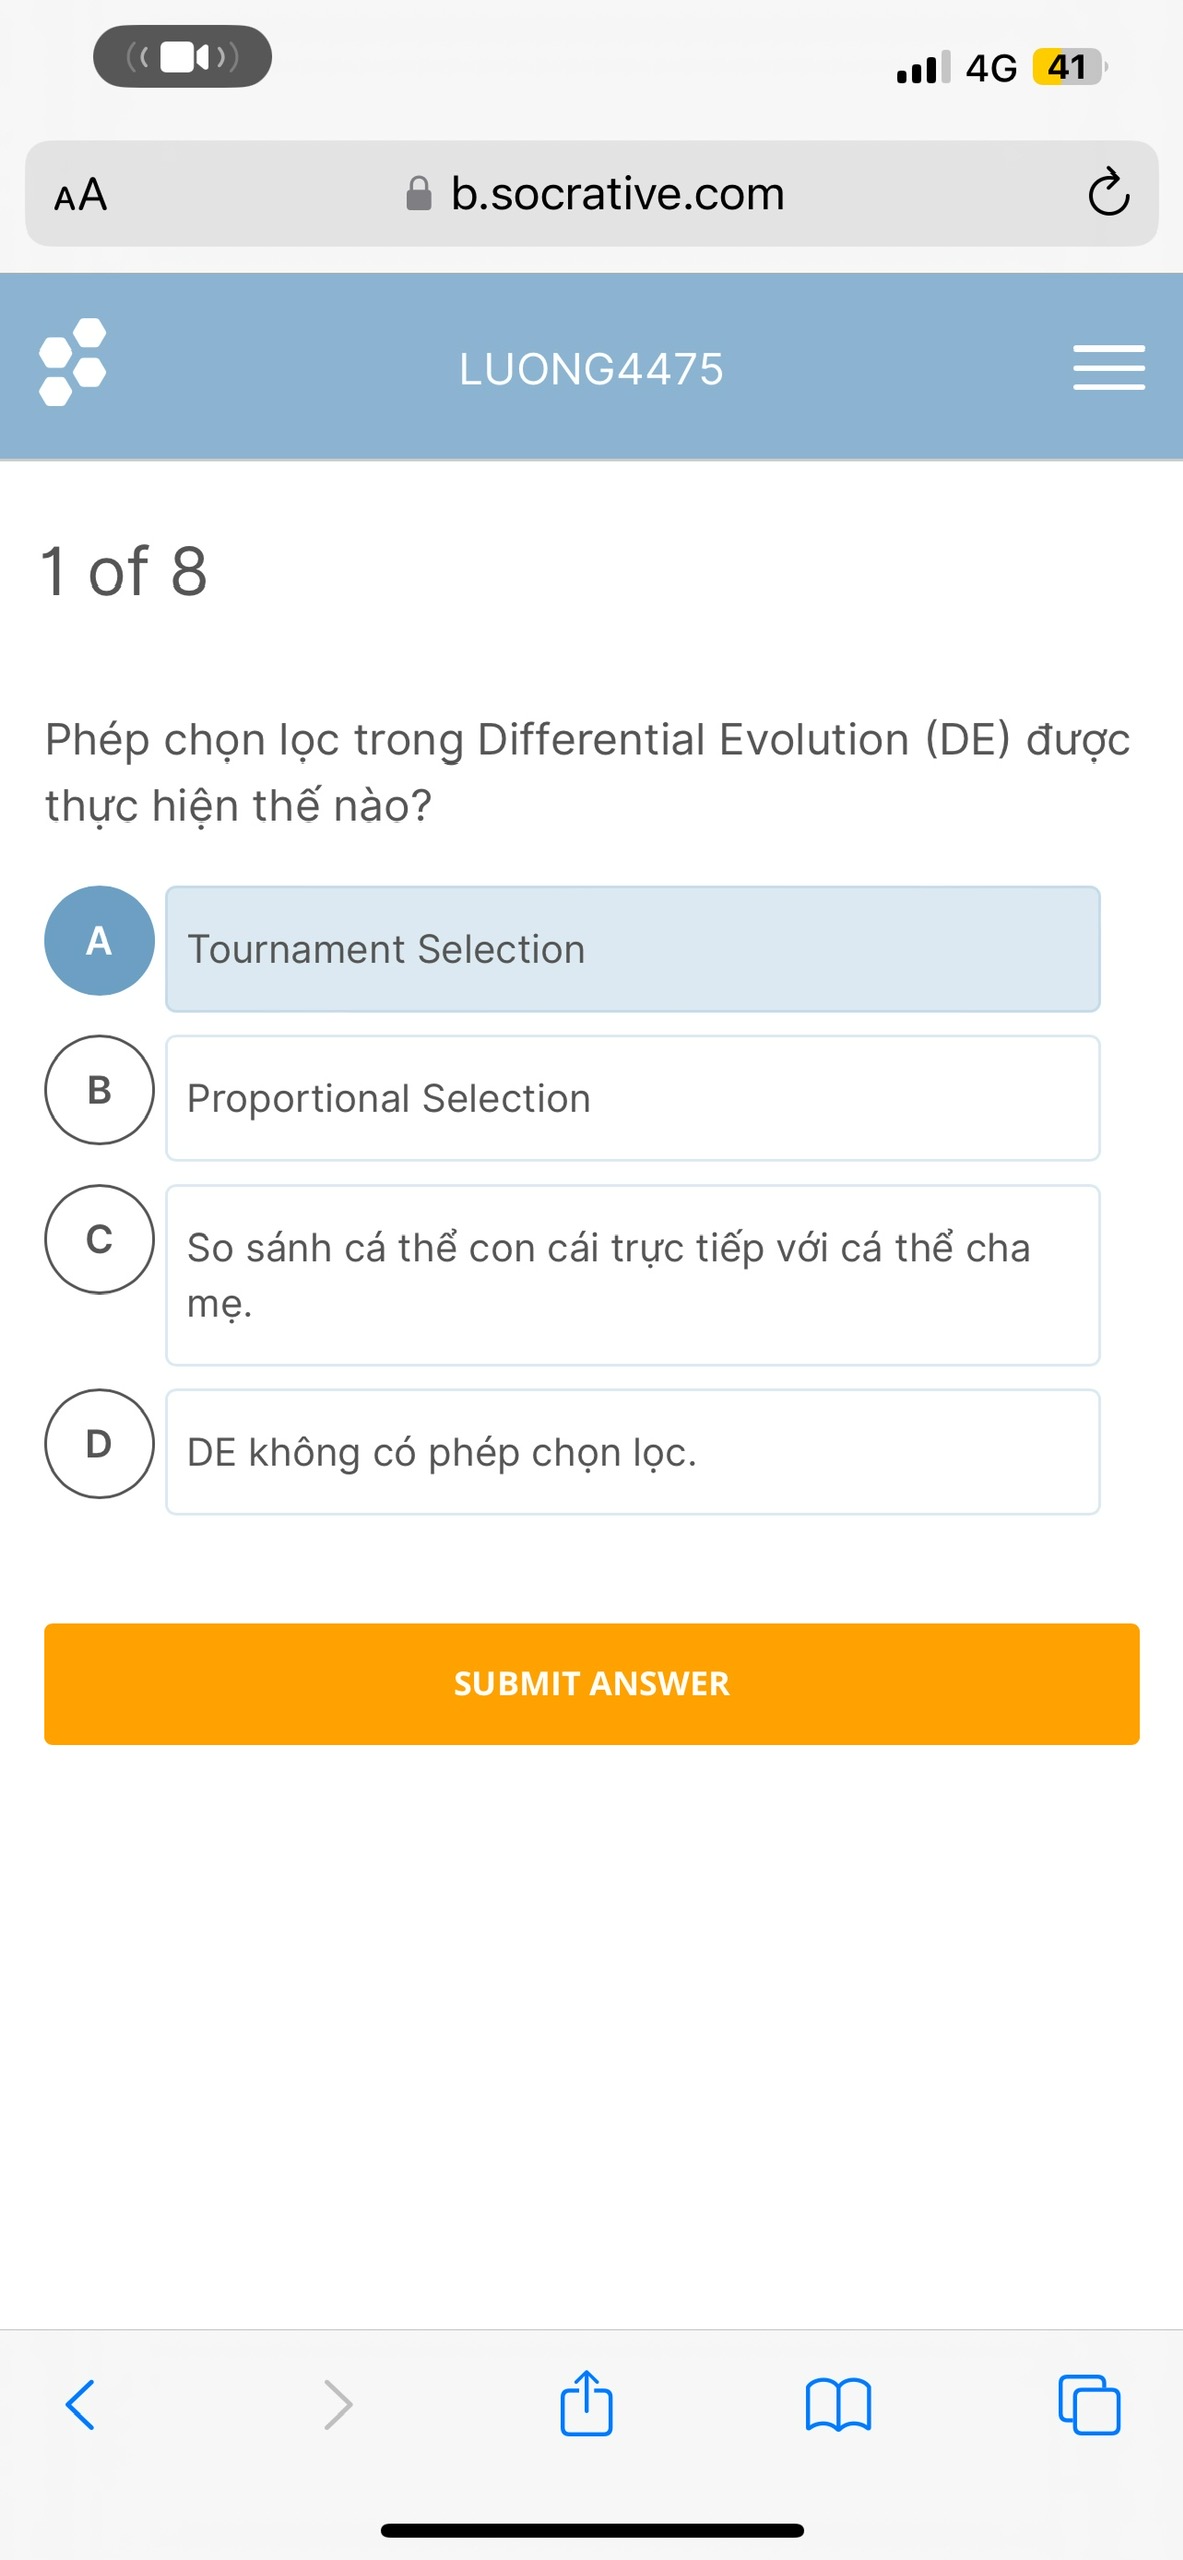 4G 41
AA b.socrative.com
LUONG4475
1 of 8
Phép chọn lọc trong Differential Evolution (DE) được
thực hiện thế nào?
A Tournament Selection
B Proportional Selection
C So sánh cá thể con cái trực tiếp với cá thể cha
mẹ.
D DE không có phép chọn lọc.
SUBMIT ANSWER